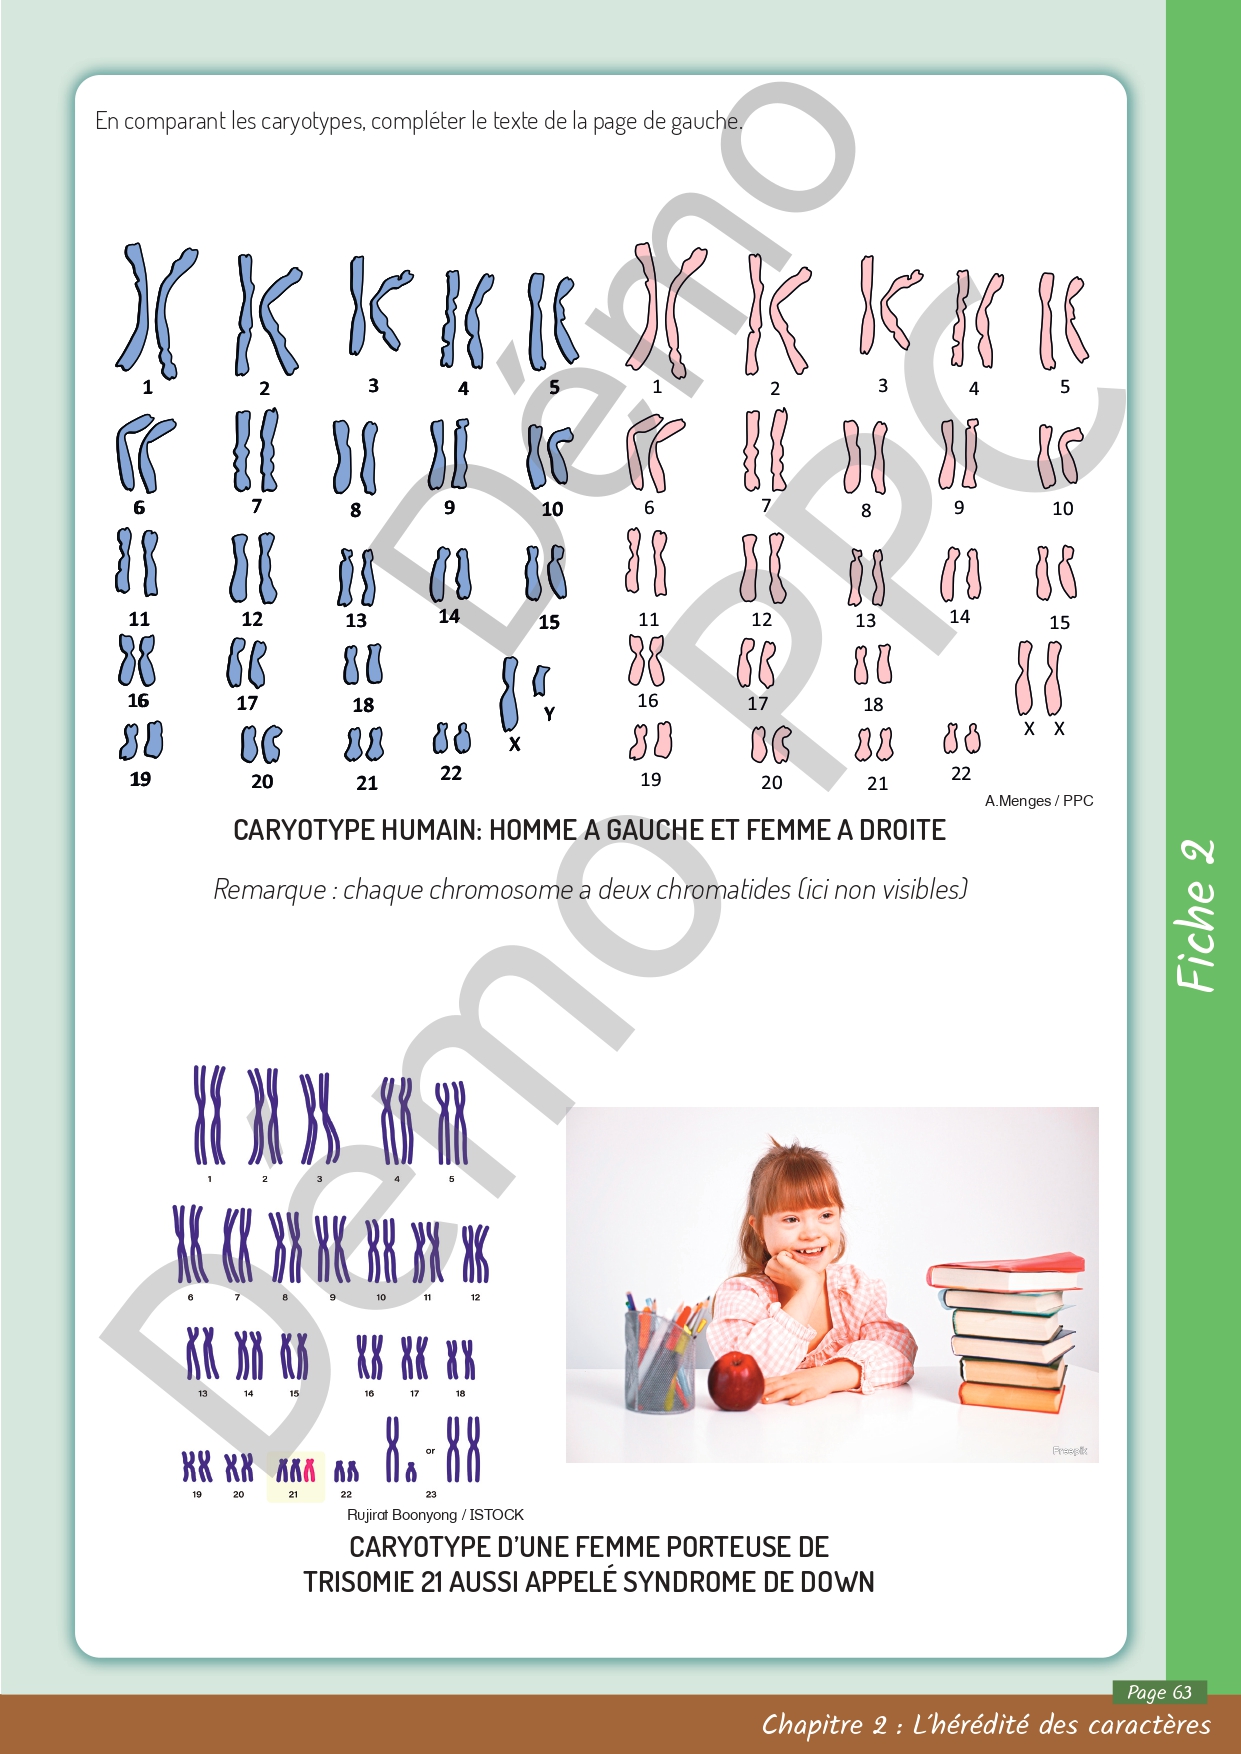 En comparant les caryotypes, compléter le texte de la page de gauche.
1 2 3 4 5 1 2 3 4 5
6 7 8 9 10 6 7 8 9 10
11 12 13 14 15 11 12 13 14 15
16 17 18 X Y 16 17 18 X X
19 20 21 22 19 20 21 22
A.Menges / PPC
CARYOTYPE HUMAIN: HOMME A GAUCHE ET FEMME A DROITE
Remarque : chaque chromosome a deux chromatides (ici non visibles)
1 2 3 4 5
6 7 8 9 10 11 12
13 14 15 16 17 18
or
19 20 21 22 23
Freepik
Rujirat Boonyong / ISTOCK
CARYOTYPE D'UNE FEMME PORTEUSE DE
TRISOMIE 21 AUSSI APPELÉ SYNDROME DE DOWN
Démo PPC
Démo
Fiche 2
Page 63
Chapitre 2 : L'hérédité des caractères